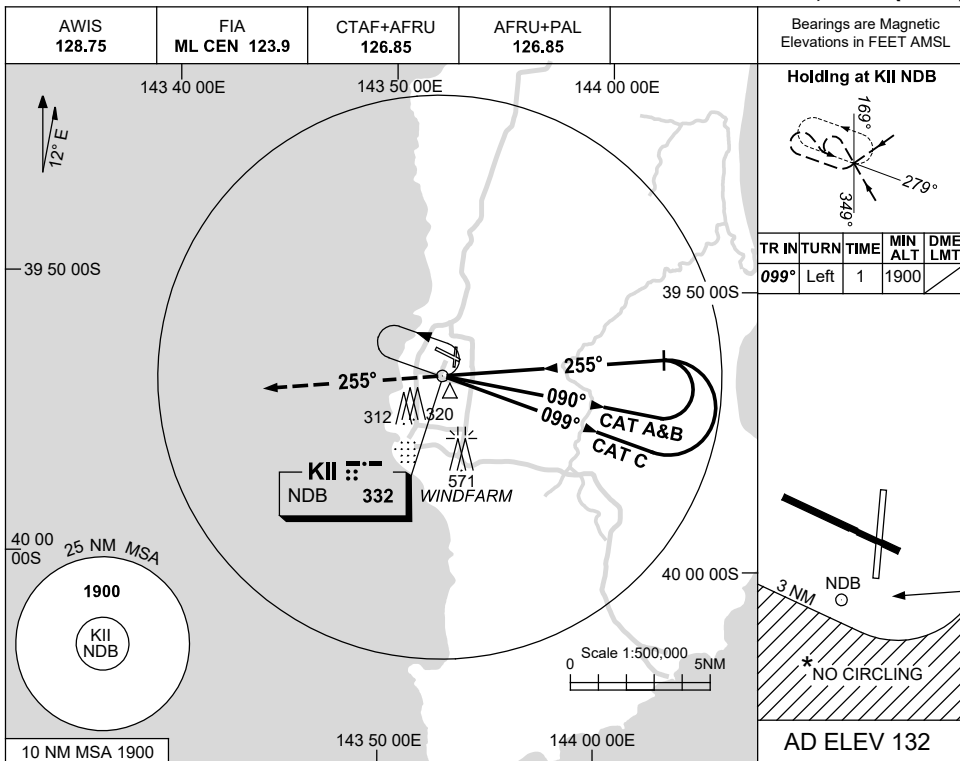 AWIS
128.75
FIA
ML CEN 123.9
CTAF+AFRU
126.85
AFRU+PAL
126.85
Bearings are Magnetic
Elevations in FEET AMSL
143 40 00E
143 50 00E
144 00 00E
12° E
39 50 00S
39 50 00S
255°
255°
090°
099°
CAT A&B
CAT C
312
320
571
WINDFARM
KII
NDB 332
40 00
00S
25 NM MSA
1900
KII
NDB
10 NM MSA 1900
40 00 00S
Scale 1:500,000
0 5NM
143 50 00E
144 00 00E
Holding at KII NDB
169°
279°
349°
TR IN TURN TIME MIN ALT DME LMT
099° Left 1 1900
NDB
3 NM
*NO CIRCLING
AD ELEV 132